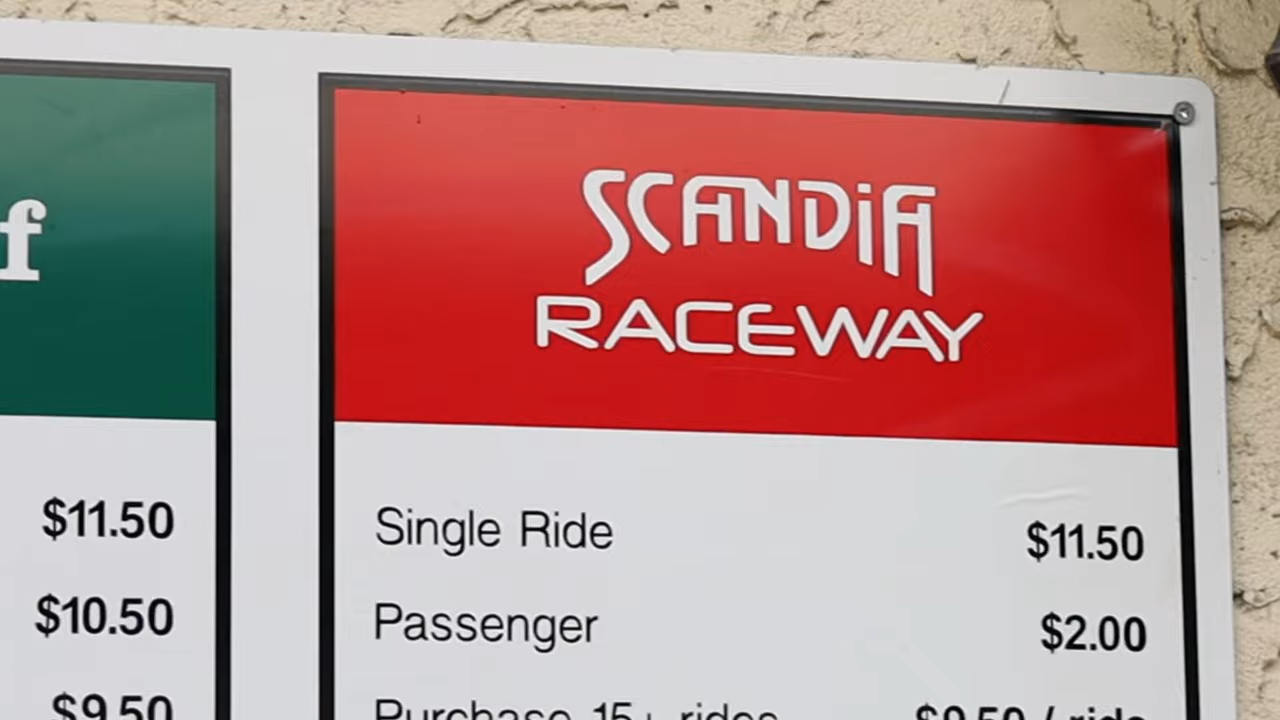 f
$11.50
$10.50
$9.50
SCANDiA
RACEWAY
Single Ride $11.50
Passenger $2.00
Purchase 15+ rides $9.50 / ride